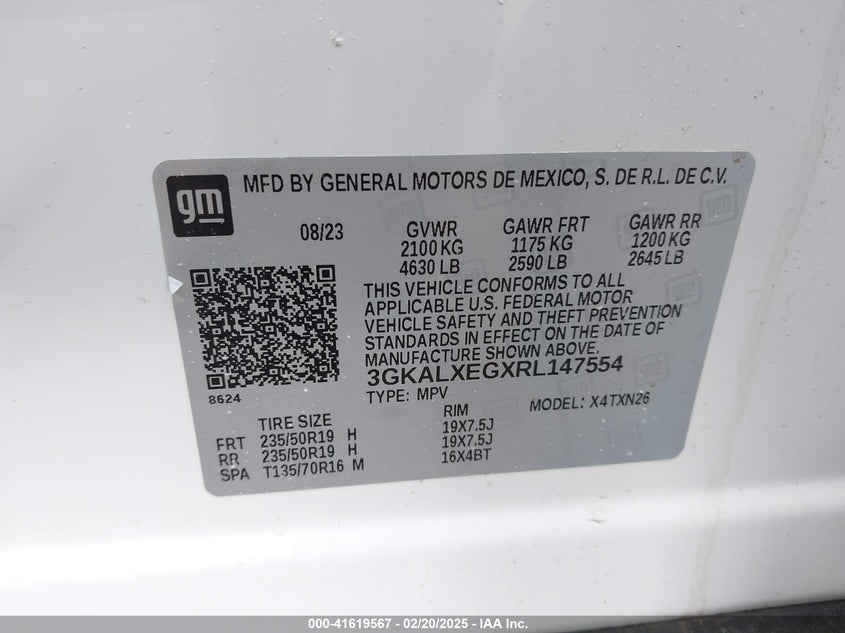 gm
MFD BY GENERAL MOTORS DE MEXICO, S. DE R.L. DE C.V.
08/23
GVWR GAWR FRT GAWR RR
2100 KG 1175 KG 1200 KG
4630 LB 2590 LB 2645 LB
THIS VEHICLE CONFORMS TO ALL
APPLICABLE U.S. FEDERAL MOTOR
VEHICLE SAFETY AND THEFT PREVENTION
STANDARDS IN EFFECT ON THE DATE OF
MANUFACTURE SHOWN ABOVE.
3GKALXEGXRL147554
8624
TYPE: MPV MODEL: X4TXN26
TIRE SIZE RIM
FRT 235/50R19 H 19X7.5J
RR 235/50R19 H 19X7.5J
SPA T135/70R16 M 16X4BT
000-41619567 - 02/20/2025 - IAA Inc.